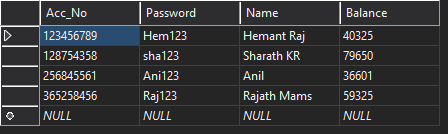 Acc_No Password Name Balance
123456789 Hem123 Hemant Raj 40325
128754358 sha123 Sharath KR 79650
256845561 Ani123 Anil 36601
365258456 Raj123 Rajath Mams 59325
NULL NULL NULL NULL